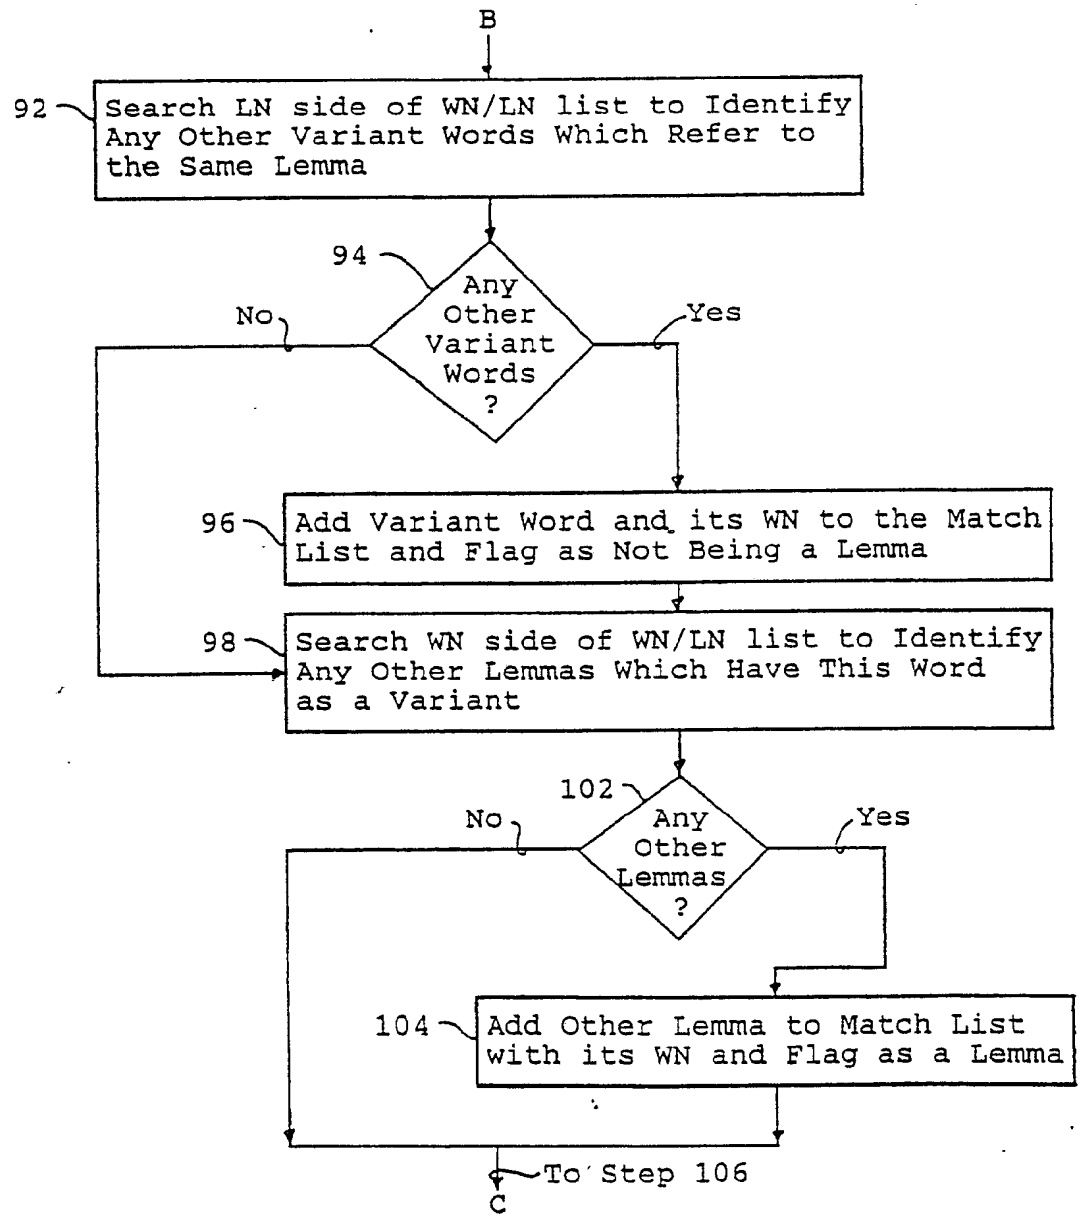 B
92
Search LN side of WN/LN list to Identify
Any Other Variant Words Which Refer to
the Same Lemma
94
Any
Other
Variant
Words
?
No
Yes
96
Add Variant Word and its WN to the Match
List and Flag as Not Being a Lemma
98
Search WN side of WN/LN list to Identify
Any Other Lemmas Which Have This Word
as a Variant
102
Any
Other
Lemmas
?
No
Yes
104
Add Other Lemma to Match List
with its WN and Flag as a Lemma
To Step 106
C